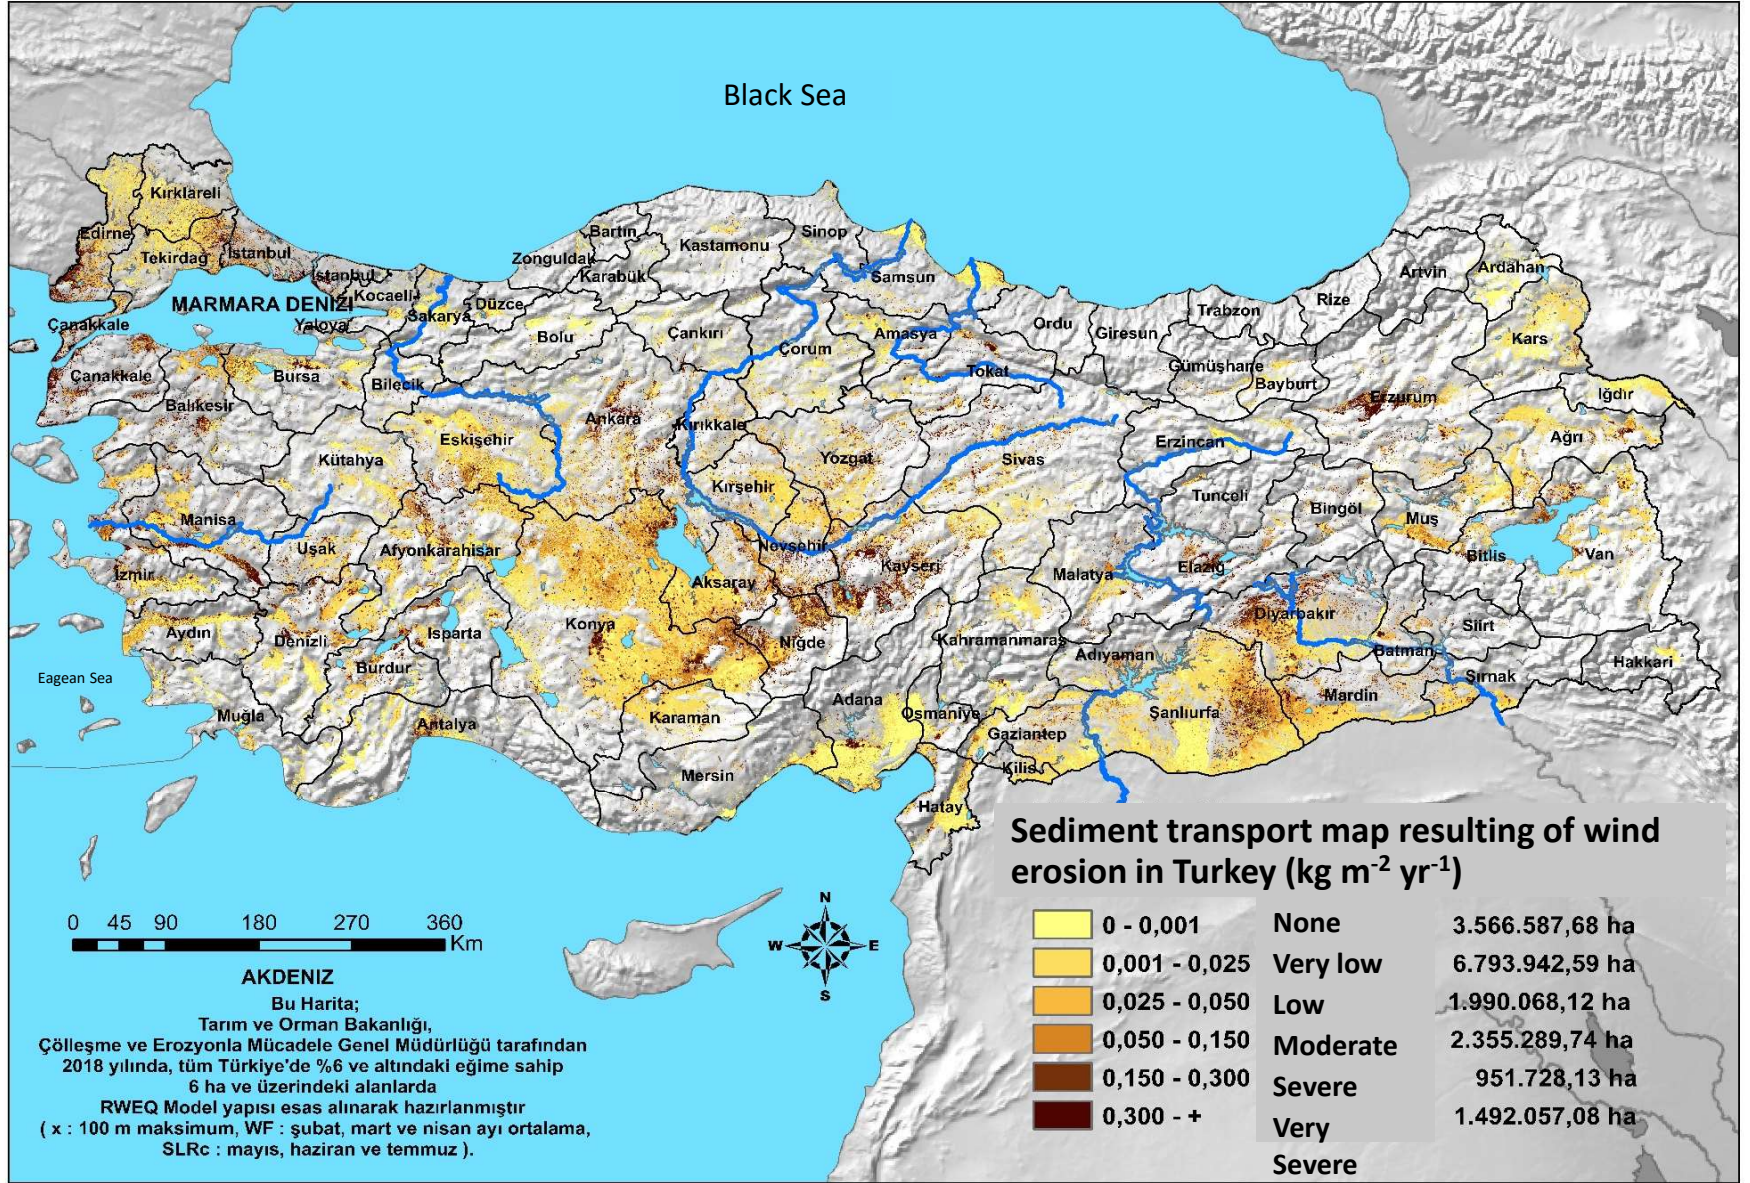 Black Sea
Kırklareli
Edirne
Tekirdağ
İstanbul
İstanbul
Kocaeli
MARMARA DENIZI
Yalova
Sakarya
Düzce
Zonguldak
Bartın
Karabük
Kastamonu
Sinop
Samsun
Bolu
Çankırı
Çorum
Amasya
Tokat
Ordu
Giresun
Trabzon
Rize
Artvin
Ardahan
Kars
Gümüşhane
Bayburt
Erzurum
Iğdır
Ağrı
Çanakkale
Çanakkale
Balıkesir
Bursa
Bilecik
Eskişehir
Ankara
Kırıkkale
Kütahya
Kırşehir
Yozgat
Sivas
Erzincan
Tunceli
Bingöl
Muş
Bitlis
Van
Manisa
Uşak
Afyonkarahisar
İzmir
Aksaray
Nevşehir
Kayseri
Malatya
Elazığ
Diyarbakır
Aydın
Denizli
Burdur
Isparta
Konya
Niğde
Kahramanmaraş
Adıyaman
Batman
Siirt
Şırnak
Hakkari
Eagean Sea
Muğla
Antalya
Karaman
Mersin
Adana
Osmaniye
Gaziantep
Kilis
Şanlıurfa
Mardin
Hatay
Sediment transport map resulting of wind
erosion in Turkey (kg m-2 yr-1)
0 - 0,001 None 3.566.587,68 ha
0,001 - 0,025 Very low 6.793.942,59 ha
0,025 - 0,050 Low 1.990.068,12 ha
0,050 - 0,150 Moderate 2.355.289,74 ha
0,150 - 0,300 Severe 951.728,13 ha
0,300 - + Very 1.492.057,08 ha
Severe
N
W E
S
0 45 90 180 270 360
Km
AKDENIZ
Bu Harita;
Tarım ve Orman Bakanlığı,
Çölleşme ve Erozyonla Mücadele Genel Müdürlüğü tarafından
2018 yılında, tüm Türkiye'de %6 ve altındaki eğime sahip
6 ha ve üzerindeki alanlarda
RWEQ Model yapısı esas alınarak hazırlanmıştır
( x : 100 m maksimum, WF : şubat, mart ve nisan ayı ortalama,
SLRc : mayıs, haziran ve temmuz ).